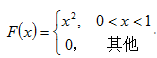 F(x) = { x², 0 < x < 1
0, 其他 .